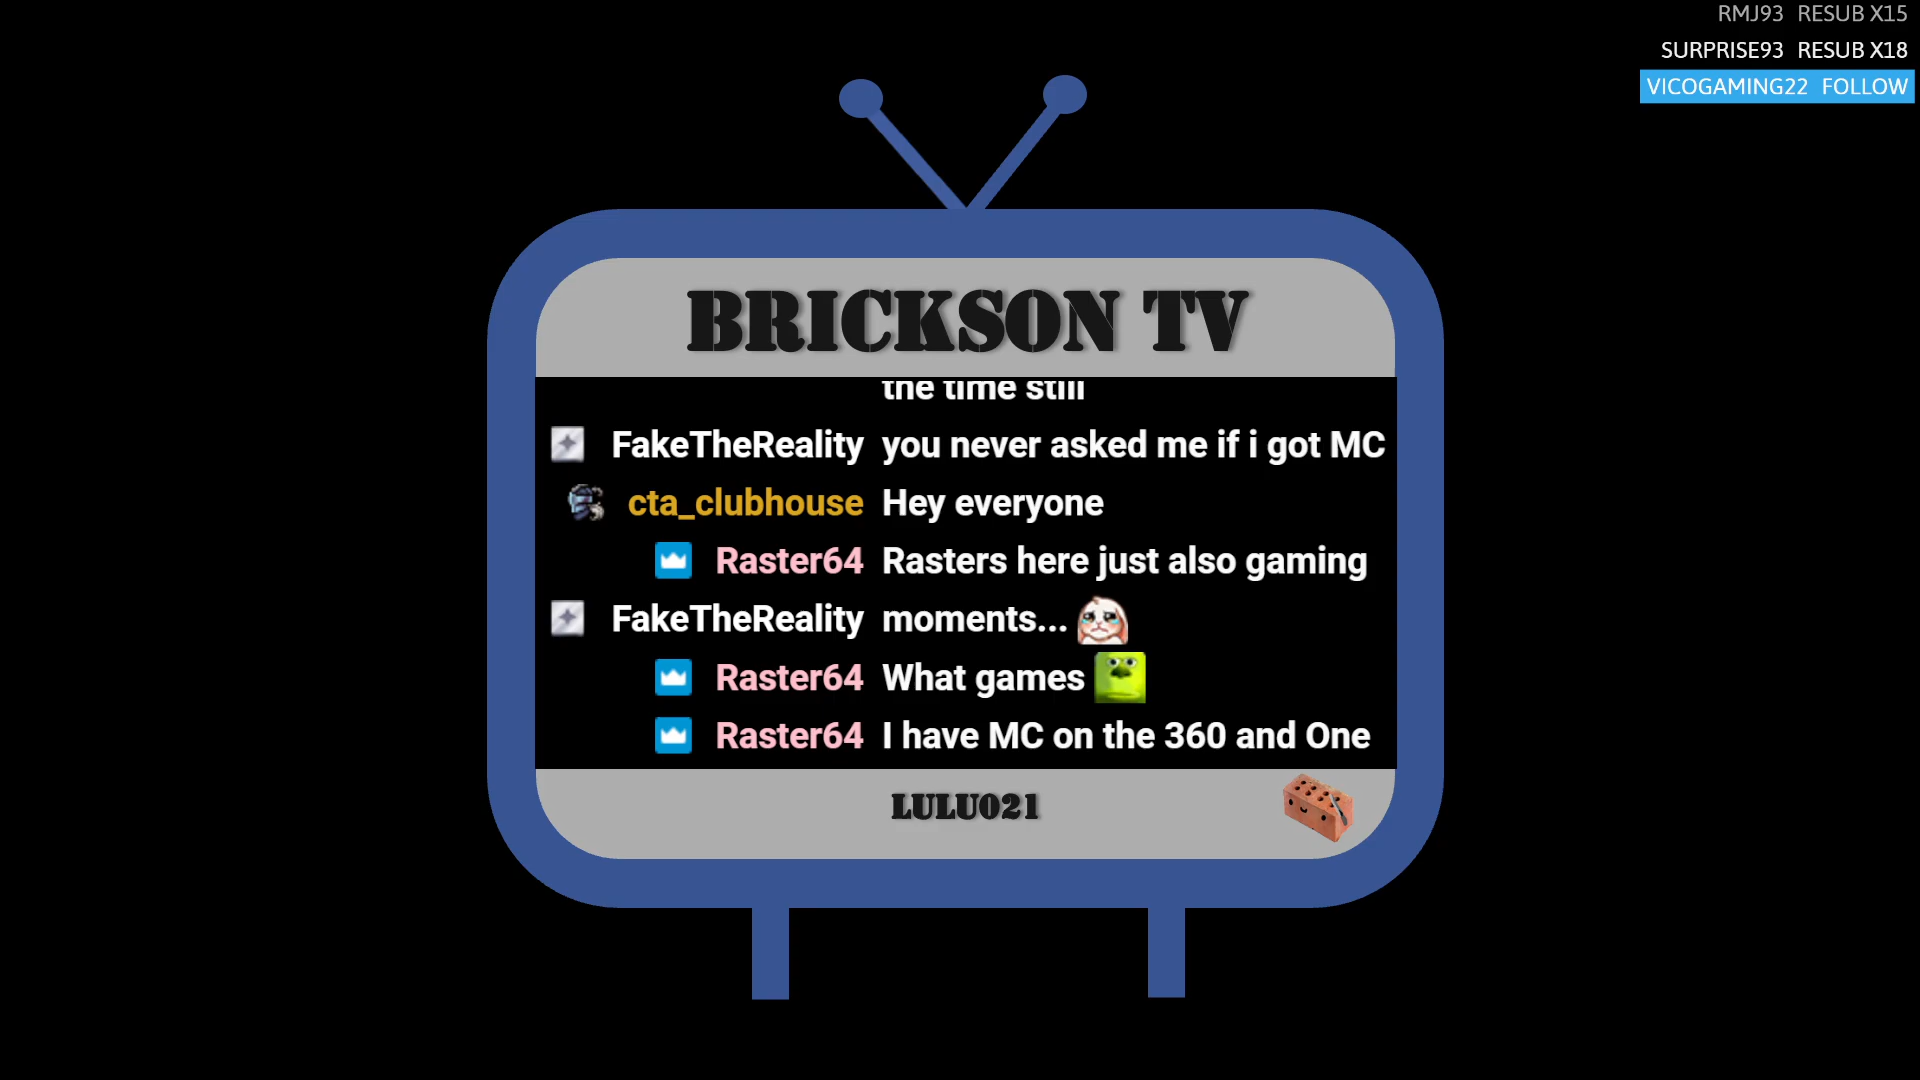 RMJ93 RESUB X15
SURPRISE93 RESUB X18
VICOGAMING22 FOLLOW
BRICKSON TV
the time still
FakeTheReality you never asked me if i got MC
cta_clubhouse Hey everyone
Raster64 Rasters here just also gaming
FakeTheReality moments...
Raster64 What games
Raster64 I have MC on the 360 and One
LULU021